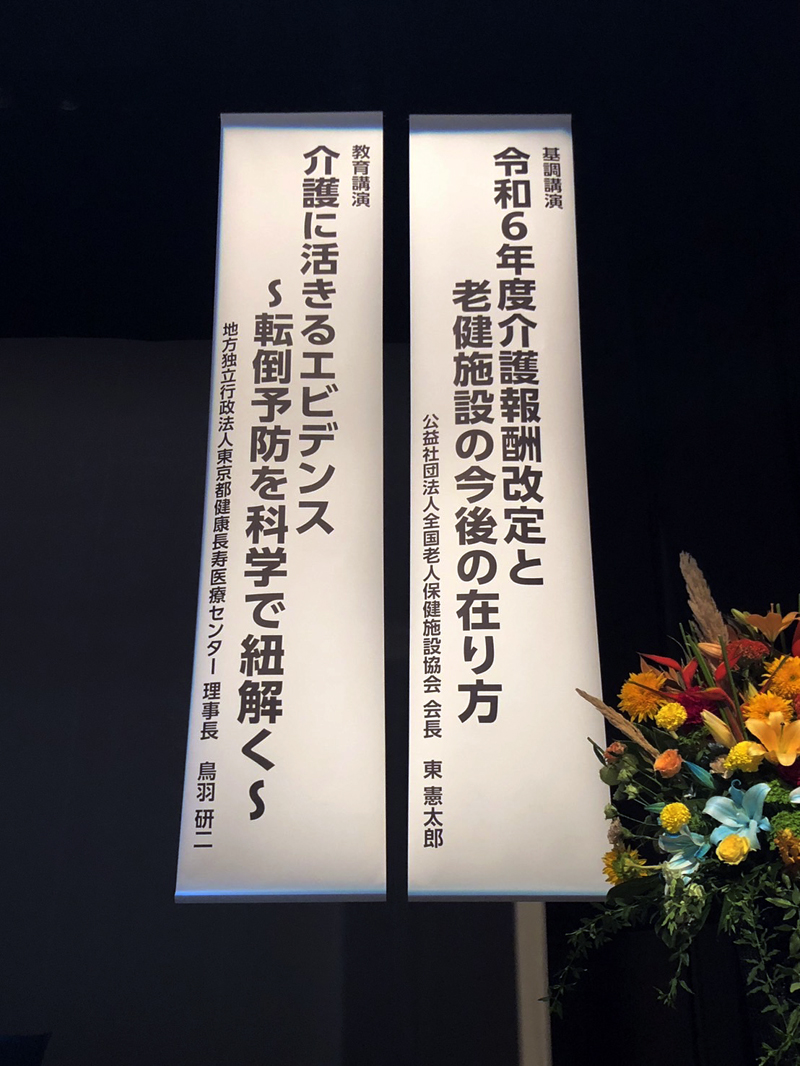 基調講演
令和6年度介護報酬改定と
老健施設の今後の在り方
公益社団法人全国老人保健施設協会 会長 東 憲太郎
教育講演
介護に活きるエビデンス
～転倒予防を科学で紐解く～
地方独立行政法人東京都健康長寿医療センター 理事長 鳥羽 研二